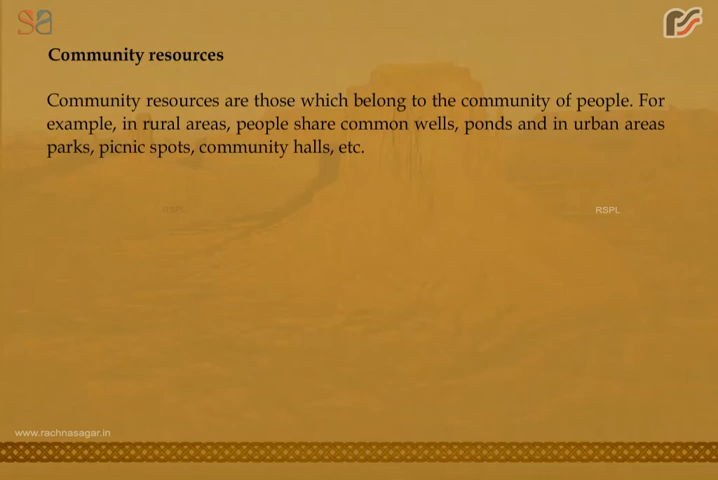 Community resources
Community resources are those which belong to the community of people. For
example, in rural areas, people share common wells, ponds and in urban areas
parks, picnic spots, community halls, etc.
RSPL
RSPL
www.rachnasagar.in